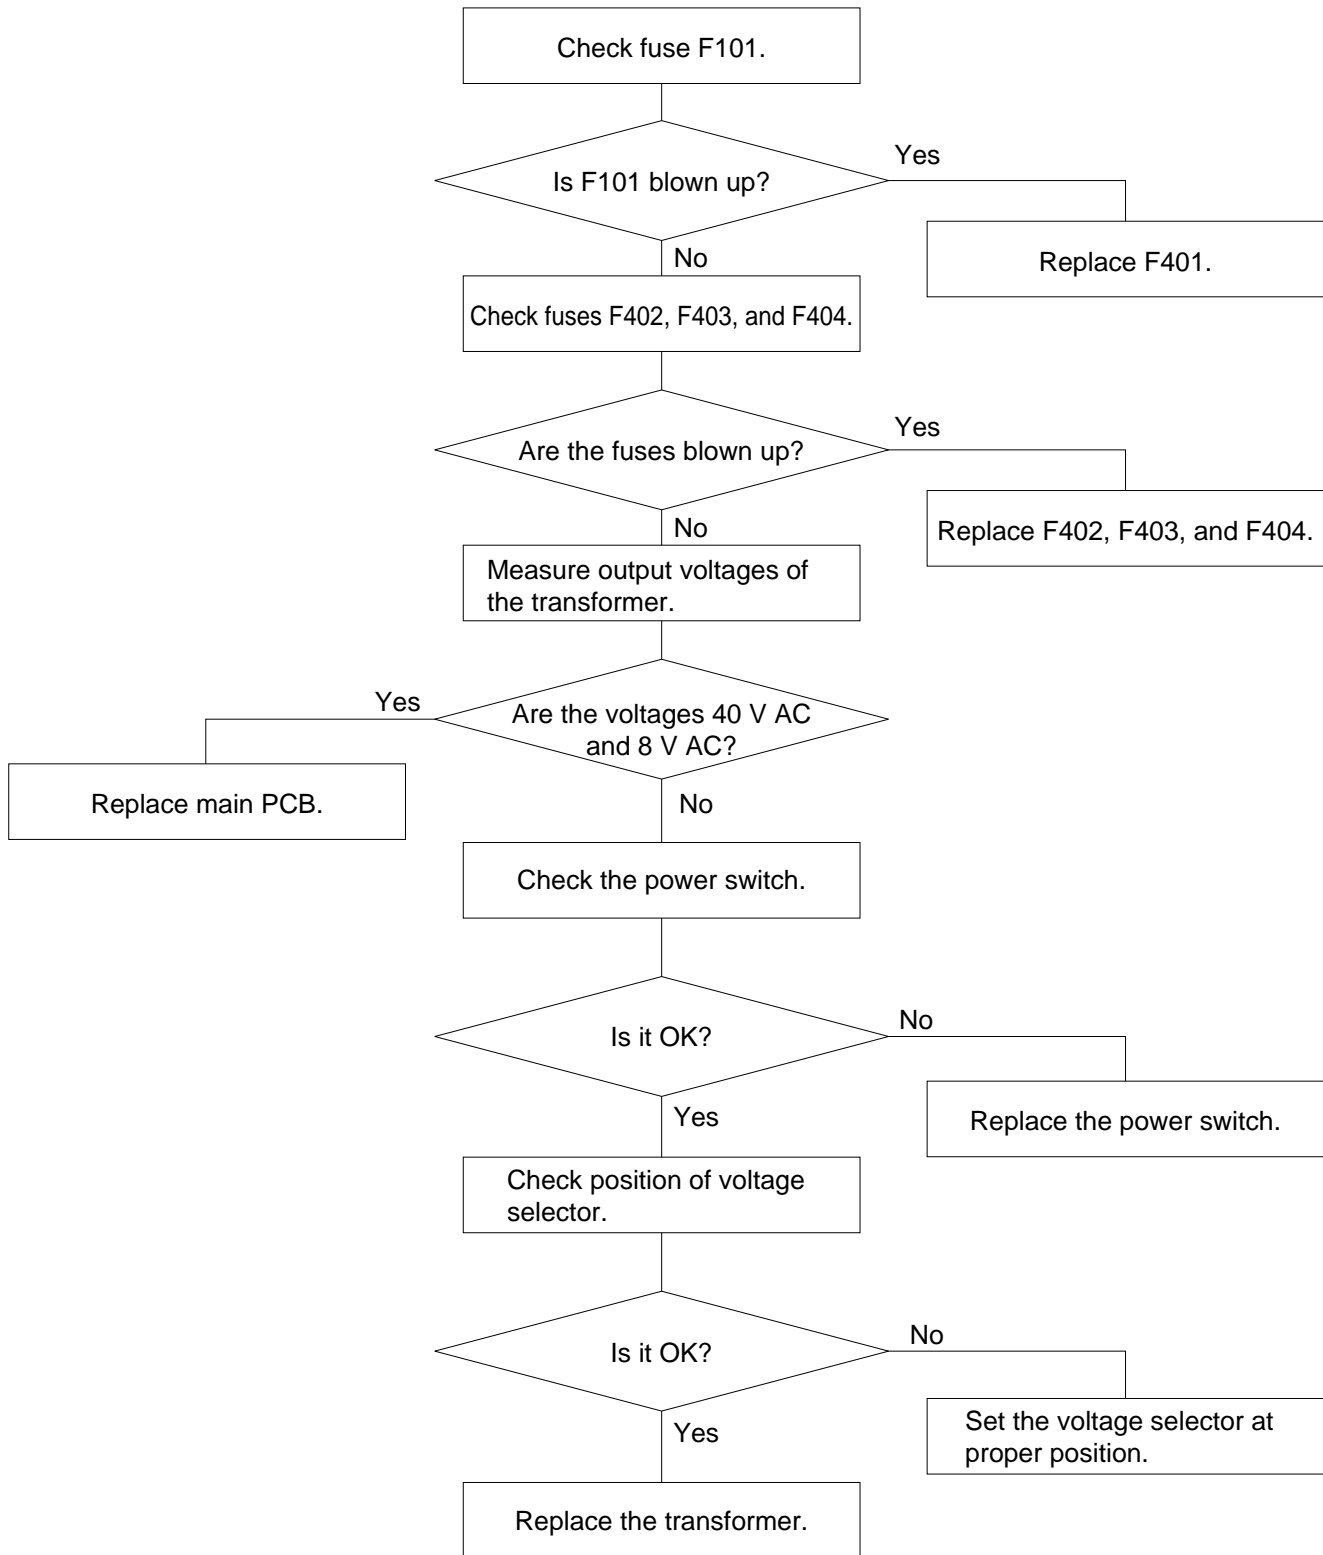 Check fuse F101.
Yes
Is F101 blown up?
No
Replace F401.
Check fuses F402, F403, and F404.
Yes
Are the fuses blown up?
No
Replace F402, F403, and F404.
Measure output voltages of
the transformer.
Yes
Are the voltages 40 V AC
and 8 V AC?
Replace main PCB.
No
Check the power switch.
No
Is it OK?
Yes
Replace the power switch.
Check position of voltage
selector.
No
Is it OK?
Yes
Set the voltage selector at
proper position.
Replace the transformer.